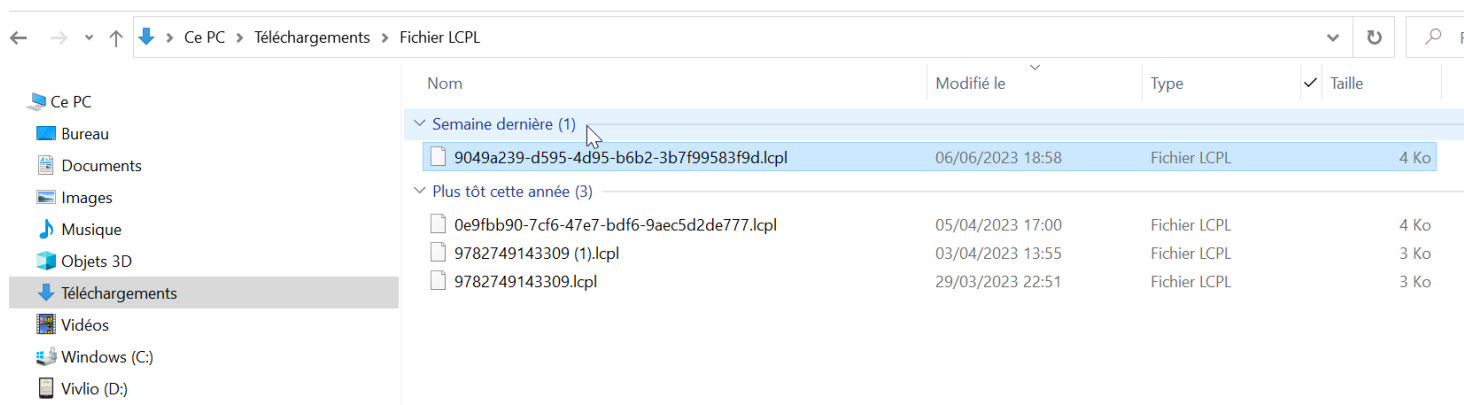 Ce PC > Téléchargements > Fichier LCPL
Ce PC
Bureau
Documents
Images
Musique
Objets 3D
Téléchargements
Vidéos
Windows (C:)
Vivlio (D:)
Nom Modifié le Type Taille
Semaine dernière (1)
9049a239-d595-4d95-b6b2-3b7f99583f9d.lcpl 06/06/2023 18:58 Fichier LCPL 4 Ko
Plus tôt cette année (3)
0e9fbb90-7cf6-47e7-bdf6-9aec5d2de777.lcpl 05/04/2023 17:00 Fichier LCPL 4 Ko
9782749143309 (1).lcpl 03/04/2023 13:55 Fichier LCPL 3 Ko
9782749143309.lcpl 29/03/2023 22:51 Fichier LCPL 3 Ko